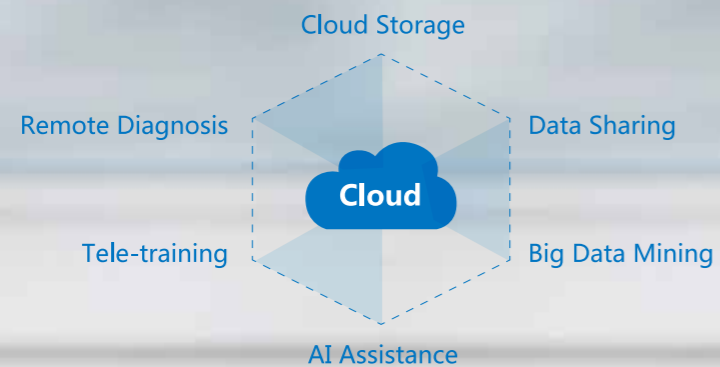 Cloud Storage
Remote Diagnosis
Data Sharing
Cloud
Tele-training
Big Data Mining
AI Assistance